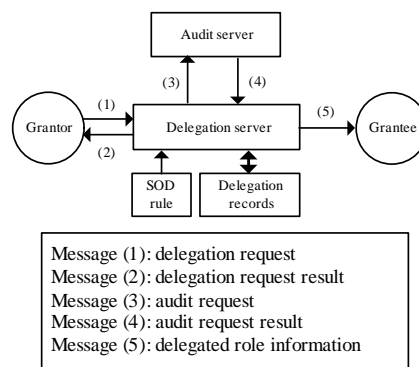 Audit server
(3)
(4)
(1)
(5)
Grantor
Delegation server
Grantee
(2)
SOD
rule
Delegation
records
Message (1): delegation request
Message (2): delegation request result
Message (3): audit request
Message (4): audit request result
Message (5): delegated role information